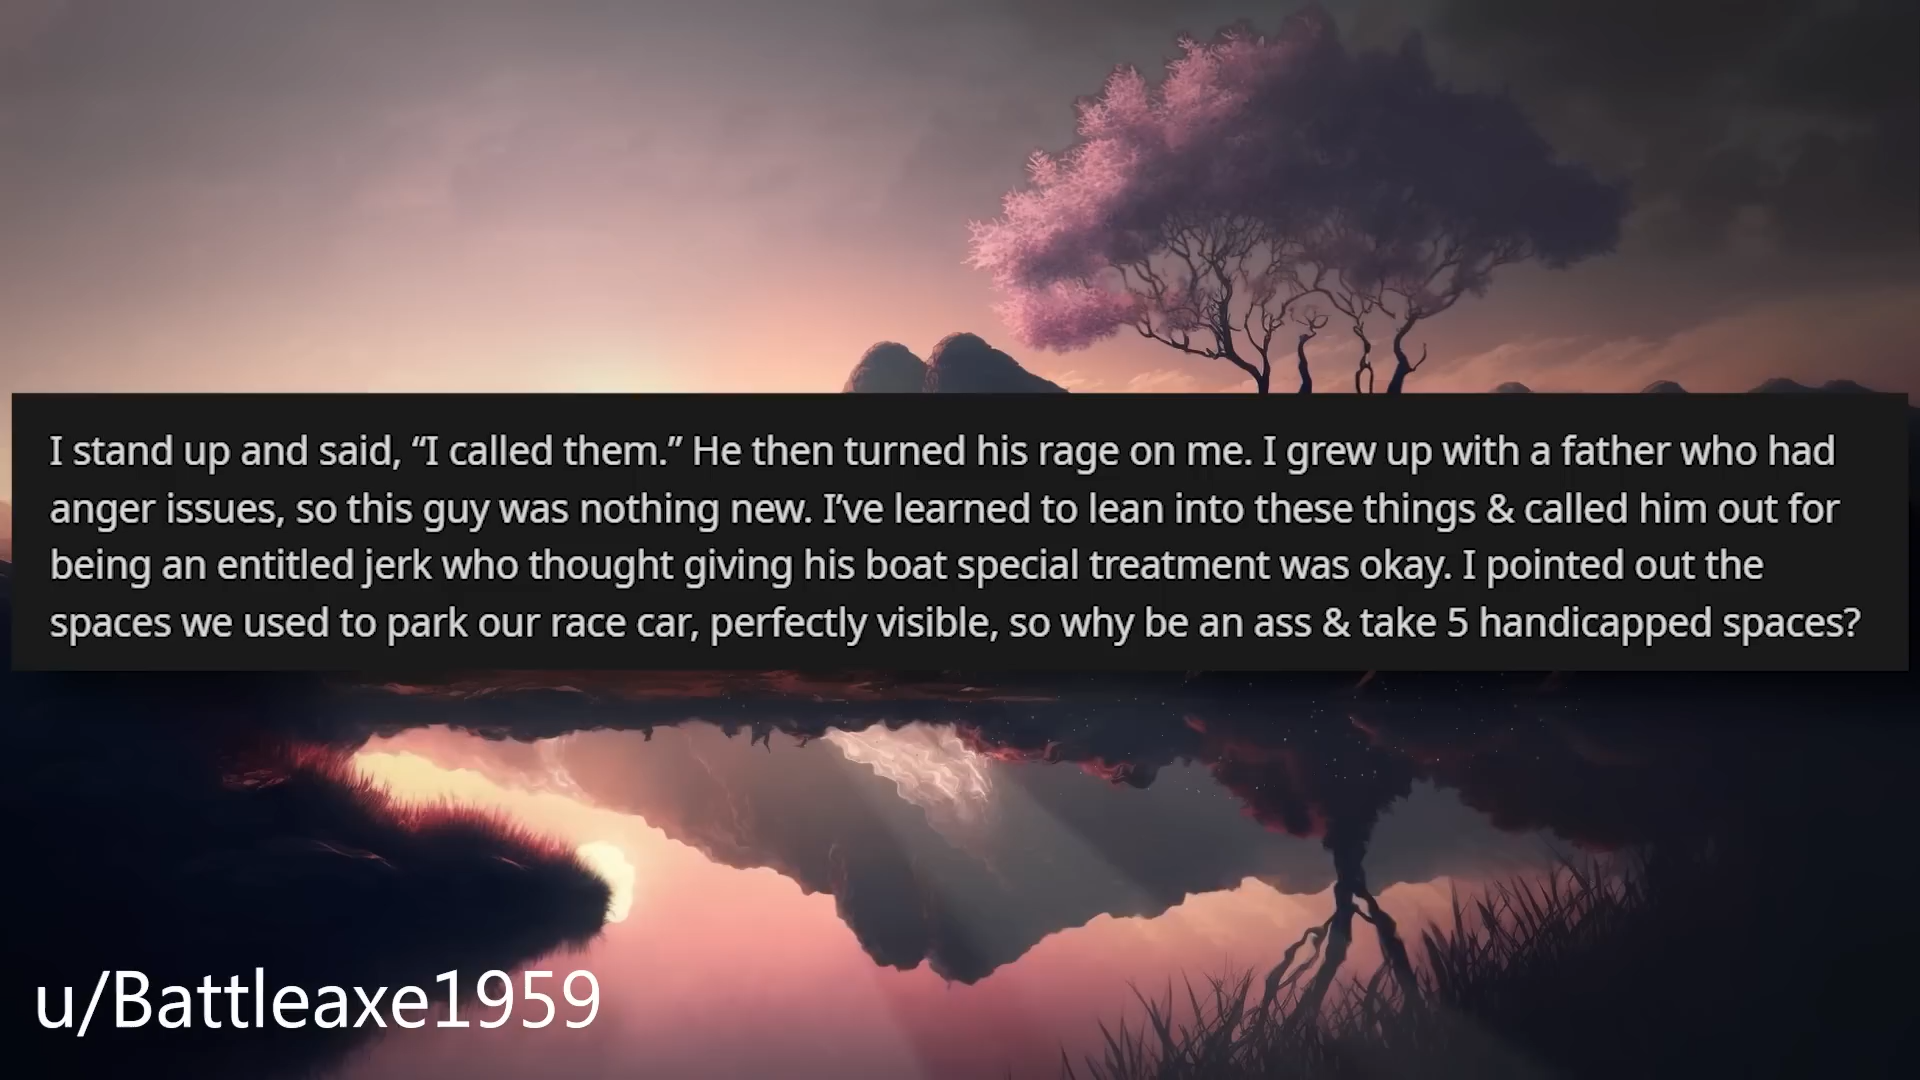 I stand up and said, “I called them.” He then turned his rage on me. I grew up with a father who had
anger issues, so this guy was nothing new. I’ve learned to lean into these things & called him out for
being an entitled jerk who thought giving his boat special treatment was okay. I pointed out the
spaces we used to park our race car, perfectly visible, so why be an ass & take 5 handicapped spaces?
u/Battleaxe1959